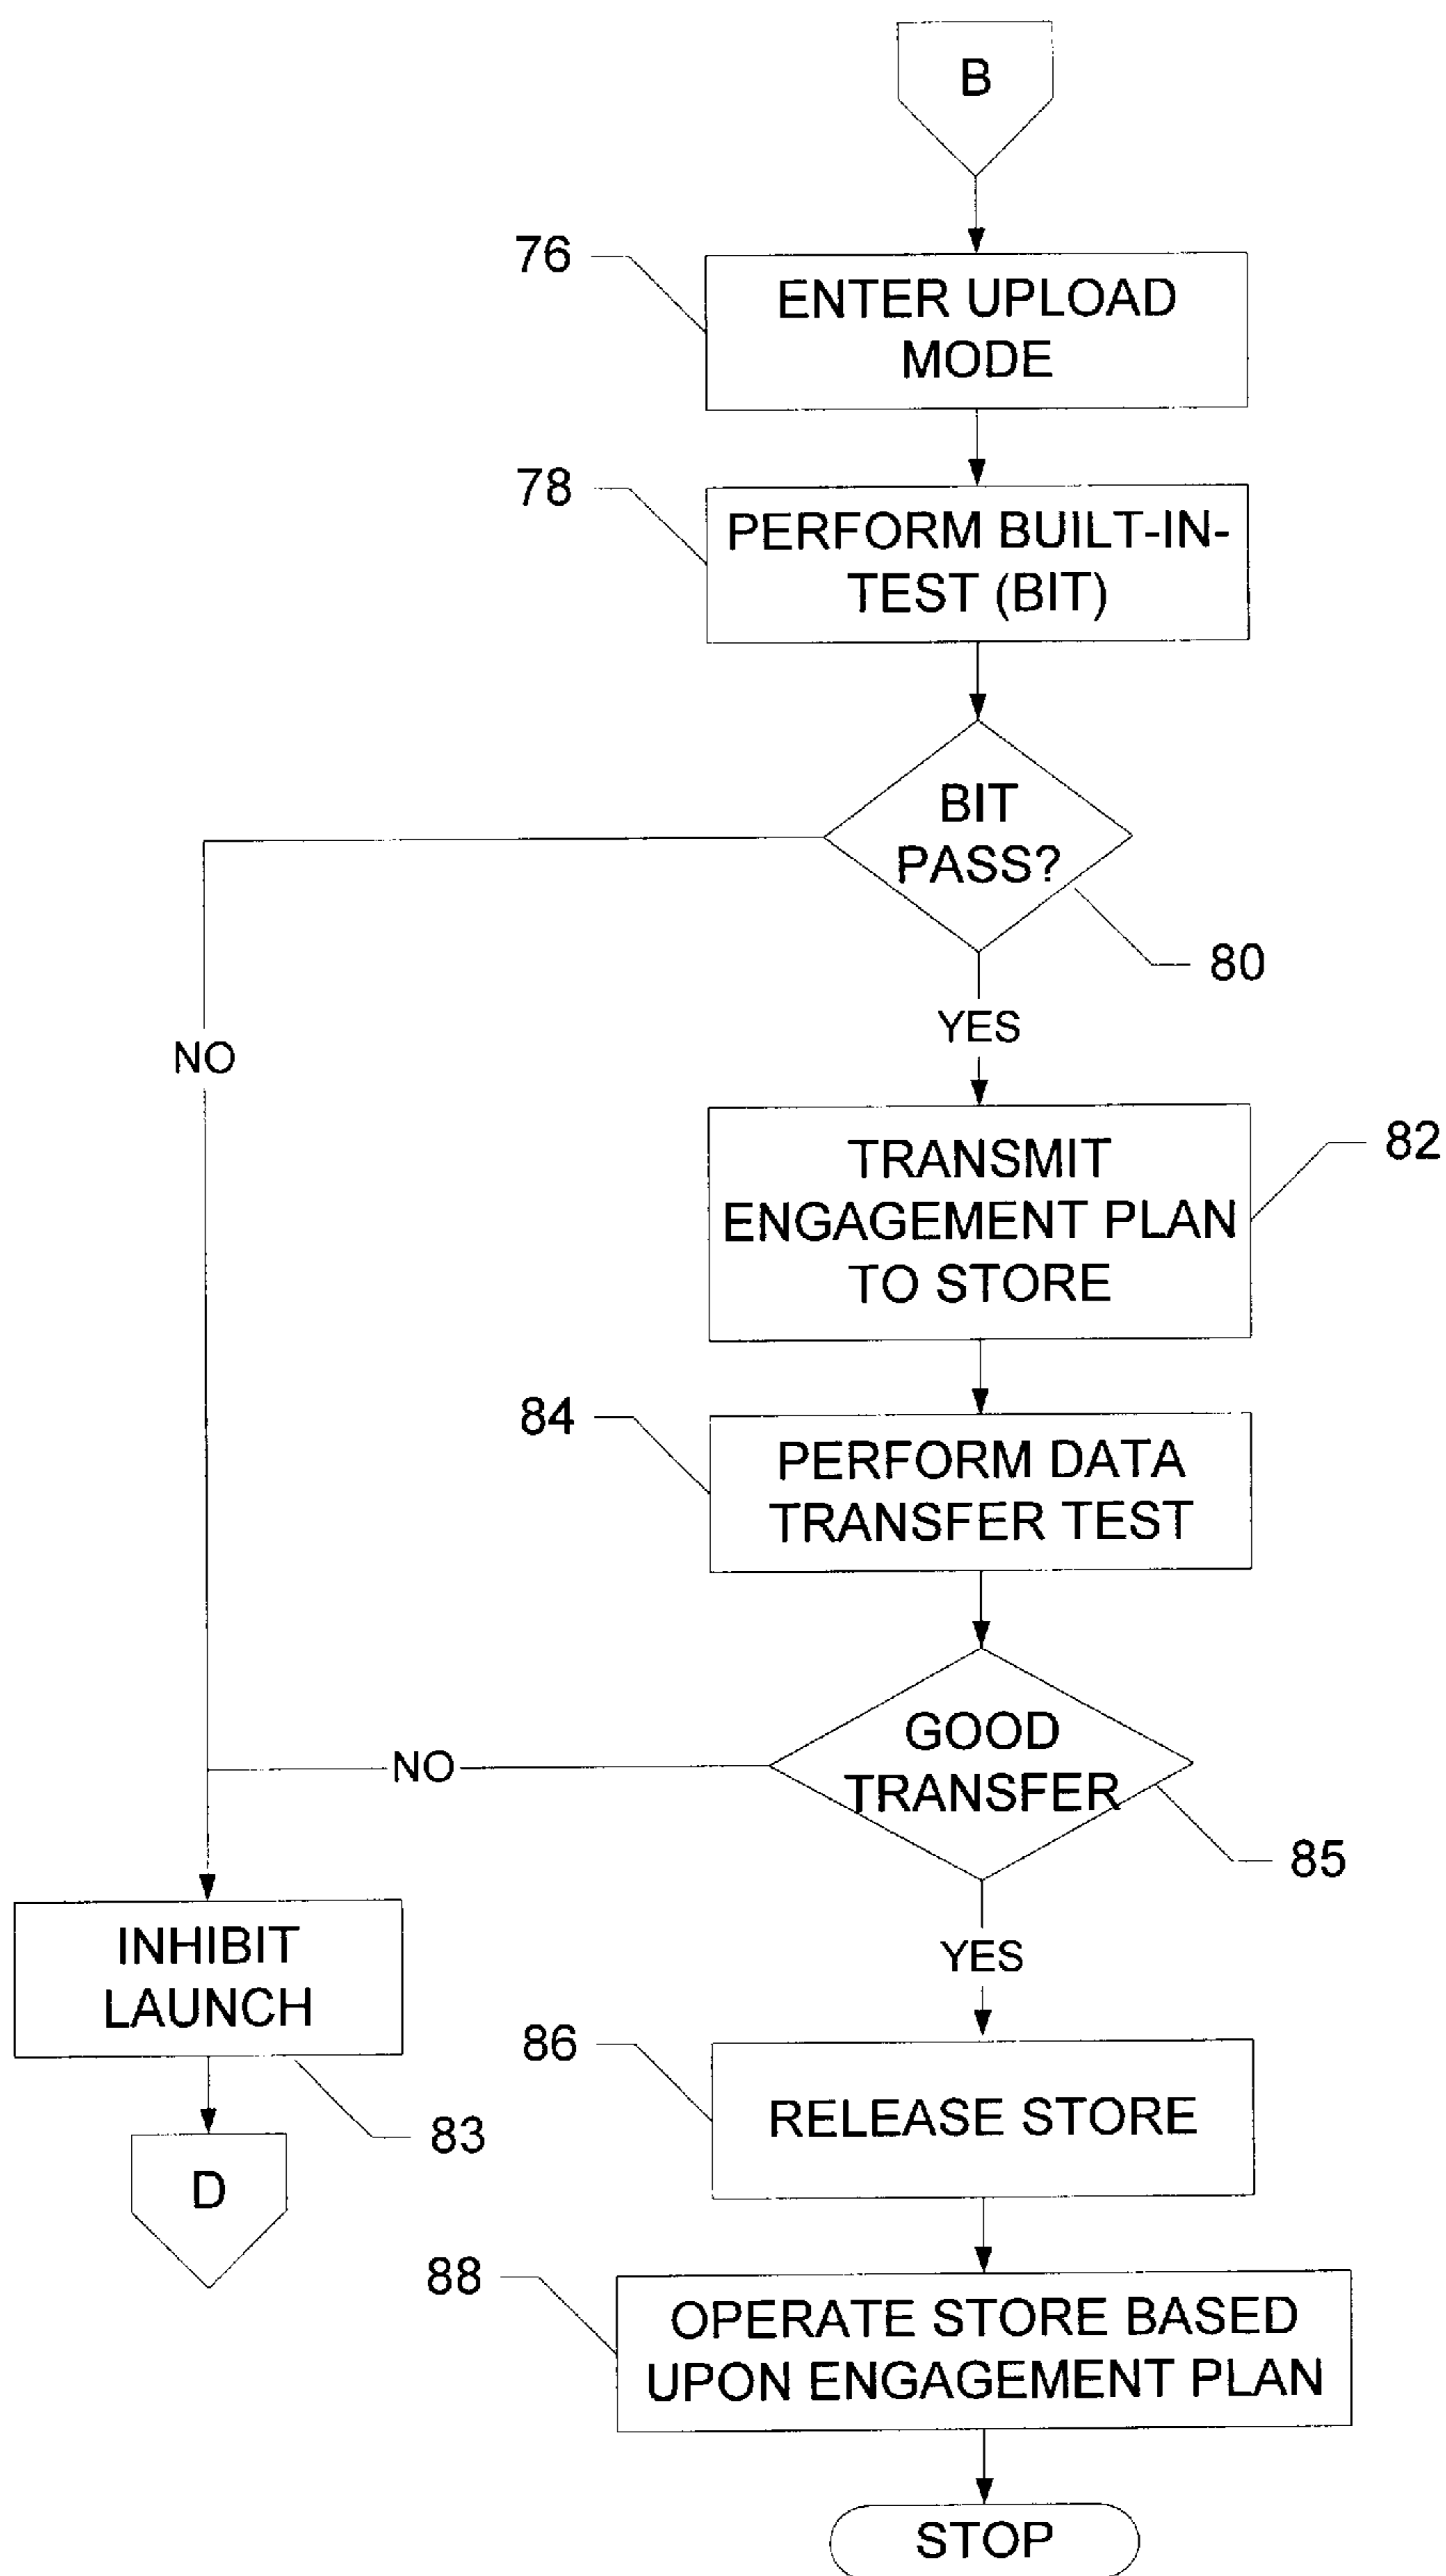 B
76
ENTER UPLOAD
MODE
78
PERFORM BUILT-IN-
TEST (BIT)
BIT
PASS?
80
YES
NO
TRANSMIT
ENGAGEMENT PLAN
TO STORE
82
84
PERFORM DATA
TRANSFER TEST
GOOD
TRANSFER
NO
85
YES
INHIBIT
LAUNCH
83
D
86
RELEASE STORE
88
OPERATE STORE BASED
UPON ENGAGEMENT PLAN
STOP